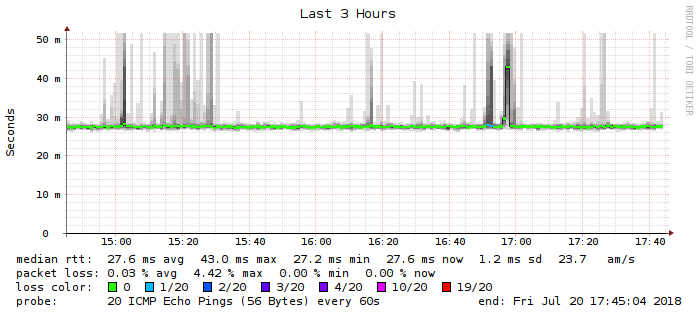 Last 3 Hours
RRDTOOL / TOBI OETIKER
Seconds
50 m
40 m
30 m
20 m
10 m
0
15:00 15:20 15:40 16:00 16:20 16:40 17:00 17:20 17:40
median rtt: 27.6 ms avg 43.0 ms max 27.2 ms min 27.6 ms now 1.2 ms sd 23.7 am/s
packet loss: 0.03 % avg 4.42 % max 0.00 % min 0.00 % now
loss color: 0 1/20 2/20 3/20 4/20 10/20 19/20
probe: 20 ICMP Echo Pings (56 Bytes) every 60s end: Fri Jul 20 17:45:04 2018